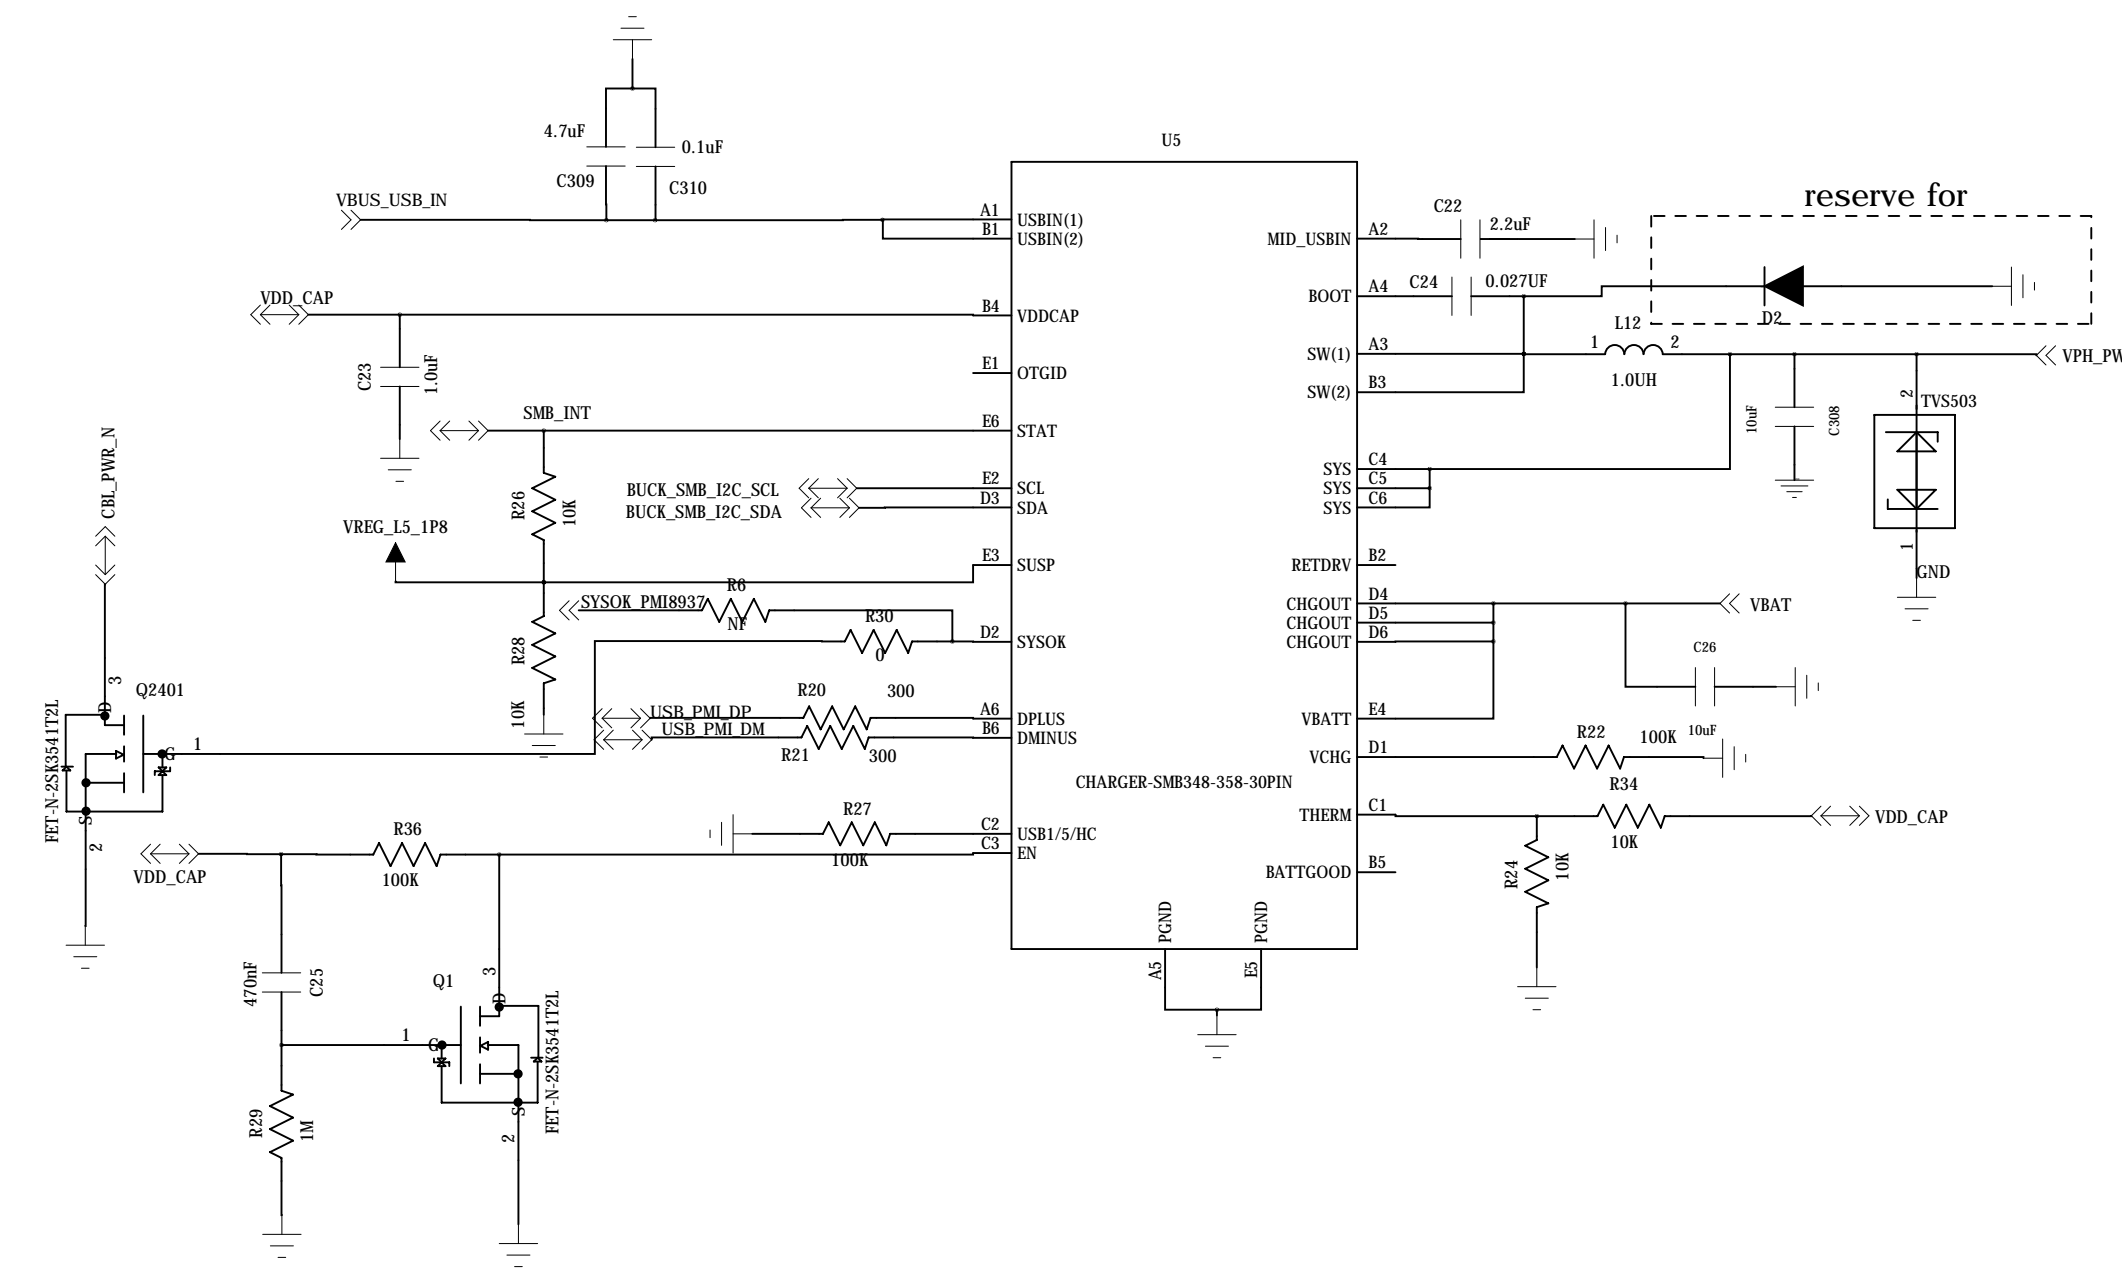 U5
4.7uF
0.1uF
C309
C310
VBUS_USB_IN
A1
USBIN(1)
B1
USBIN(2)
VDD_CAP
B4
VDDCAP
C23
1.0uF
E1
OTGID
SMB_INT
E6
STAT
R26
10K
BUCK_SMB_I2C_SCL
E2
SCL
BUCK_SMB_I2C_SDA
D3
SDA
VREG_L5_1P8
E3
SUSP
SYSOK_PMI8937
R6
NF
R30
0
D2
SYSOK
R28
10K
CBL_PWR_N
3
Q2401
D
G
1
S
2
FET-N-2SK3541T2L
USB_PMI_DP
R20
300
A6
DPLUS
USB_PMI_DM
R21
300
B6
DMINUS
CHARGER-SMB348-358-30PIN
R27
100K
C2
USB1/5/HC
C3
EN
VDD_CAP
R36
100K
470nF
C25
Q1
3
D
1
G
S
2
FET-N-2SK3541T2L
R29
1M
PGND
PGND
A5
E5
reserve for
MID_USBIN
A2
C22
2.2uF
BOOT
A4
C24
0.027UF
D2
L12
SW(1)
A3
1
2
1.0UH
VPH_PW
SW(2)
B3
10uF
C308
2
TVS503
1
GND
SYS
C4
SYS
C5
SYS
C6
RETDRV
B2
CHGOUT
D4
VBAT
CHGOUT
D5
CHGOUT
D6
C26
10uF
VBATT
E4
VCHG
D1
R22
100K
THERM
C1
R34
10K
VDD_CAP
R24
10K
BATTGOOD
B5